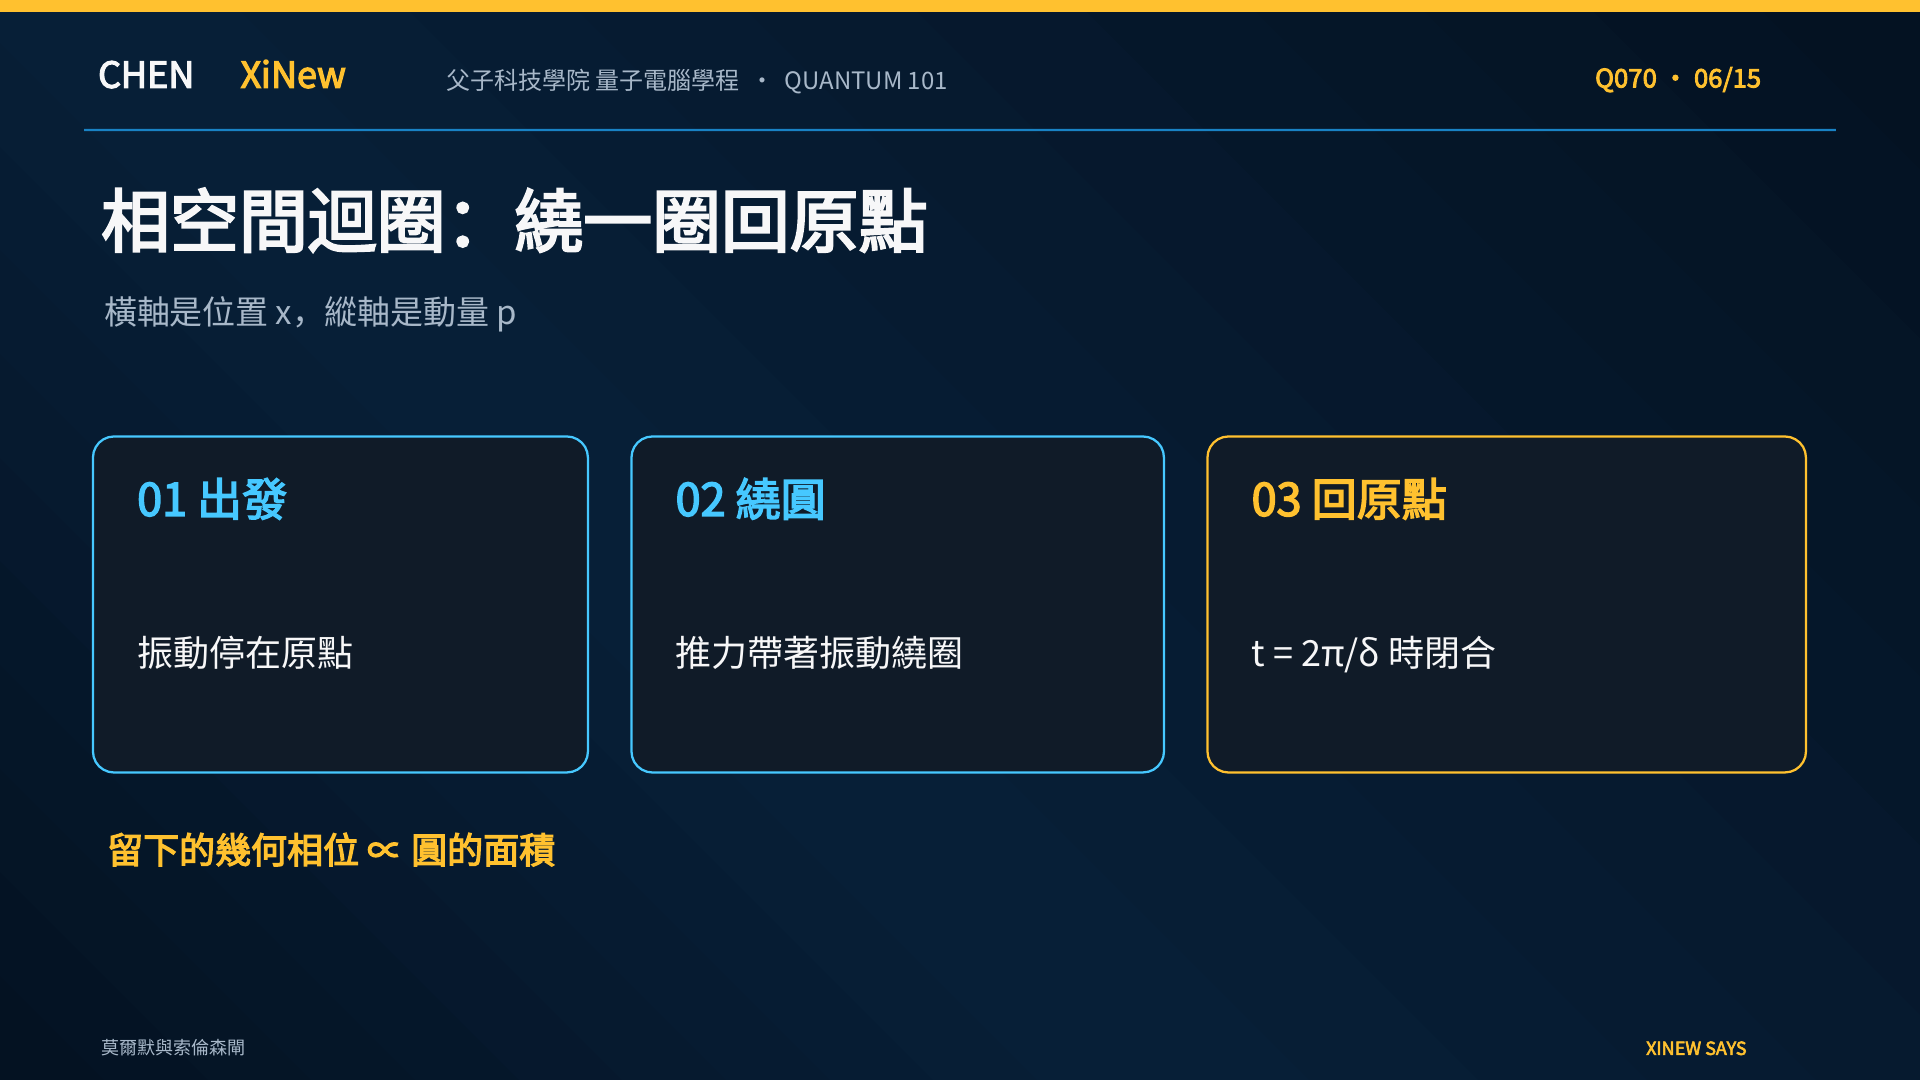 CHEN XiNew 父子科技學院 量子電腦學程 · QUANTUM 101 Q070 · 06/15
相空間迴圈：繞一圈回原點
橫軸是位置 x，縱軸是動量 p
01 出發
振動停在原點
02 繞圓
推力帶著振動繞圈
03 回原點
t = 2π/δ 時閉合
留下的幾何相位 ∝ 圓的面積
莫爾默與索倫森閘 XINEW SAYS